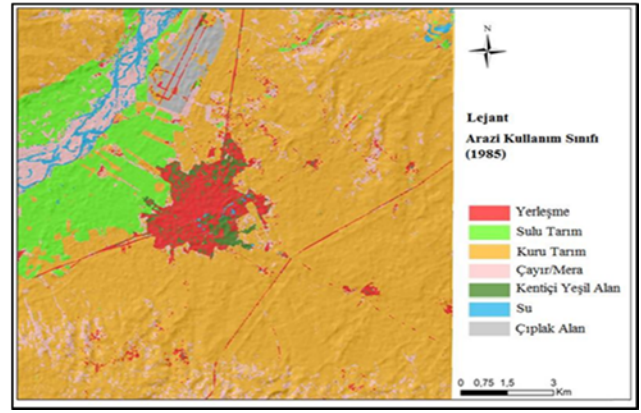 N
Lejant
Arazi Kullanım Sınıfı
(1985)
Yerleşme
Sulu Tarım
Kuru Tarım
Çayır/Mera
Kentiçi Yeşil Alan
Su
Çıplak Alan
0 0,75 1,5 3
Km